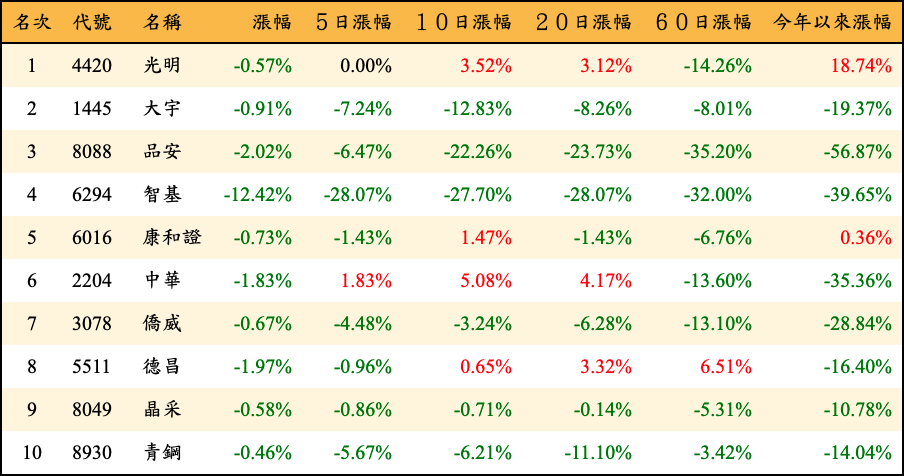 名次 代號 名稱 漲幅 ５日漲幅 １０日漲幅 ２０日漲幅 ６０日漲幅 今年以來漲幅
1 4420 光明 -0.57% 0.00% 3.52% 3.12% -14.26% 18.74%
2 1445 大宇 -0.91% -7.24% -12.83% -8.26% -8.01% -19.37%
3 8088 品安 -2.02% -6.47% -22.26% -23.73% -35.20% -56.87%
4 6294 智基 -12.42% -28.07% -27.70% -28.07% -32.00% -39.65%
5 6016 康和證 -0.73% -1.43% 1.47% -1.43% -6.76% 0.36%
6 2204 中華 -1.83% 1.83% 5.08% 4.17% -13.60% -35.36%
7 3078 僑威 -0.67% -4.48% -3.24% -6.28% -13.10% -28.84%
8 5511 德昌 -1.97% -0.96% 0.65% 3.32% 6.51% -16.40%
9 8049 晶采 -0.58% -0.86% -0.71% -0.14% -5.31% -10.78%
10 8930 青鋼 -0.46% -5.67% -6.21% -11.10% -3.42% -14.04%